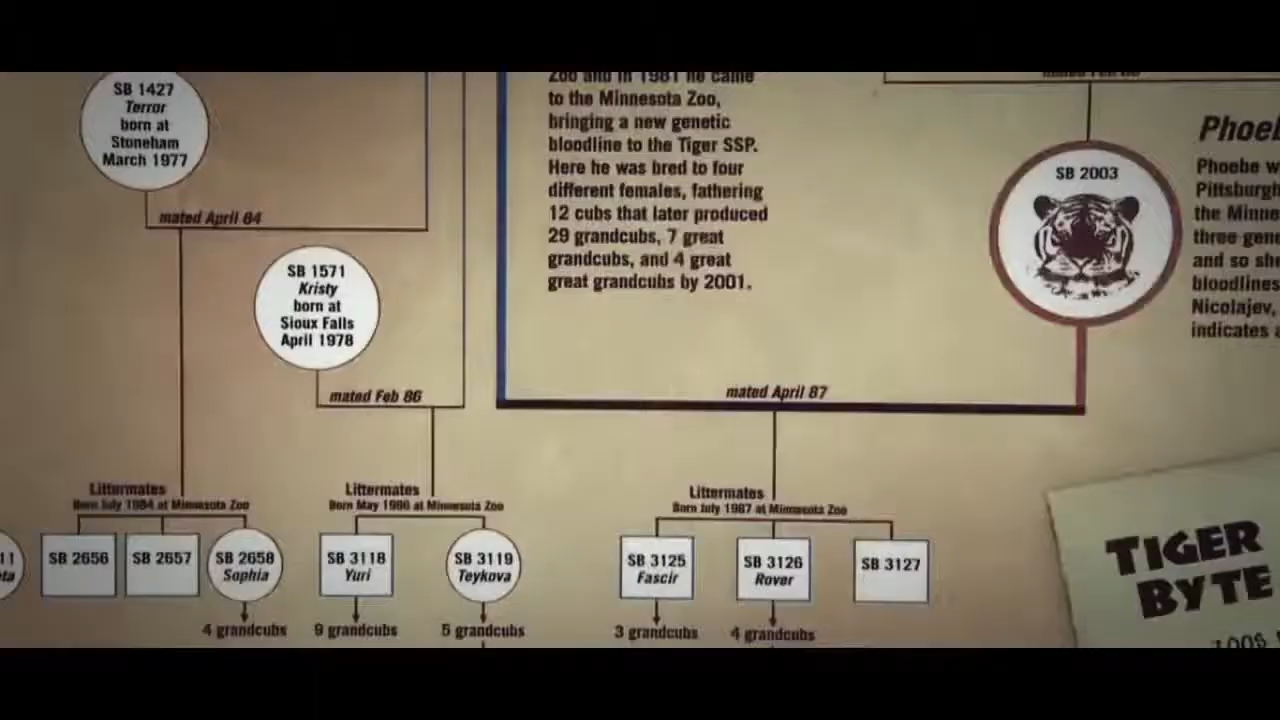 SB 1427
Terror
born at
Stoneham
March 1977
mated April 84
SB 1571
Kristy
born at
Sioux Falls
April 1978
mated Feb 86
Zoo and in 1981 he came
to the Minnesota Zoo,
bringing a new genetic
bloodline to the Tiger SSP.
Here he was bred to four
different females, fathering
12 cubs that later produced
29 grandcubs, 7 great
grandcubs, and 4 great
great grandcubs by 2001.
SB 2003
Phoeb
Phoebe w
Pittsburgh
the Minne
three gene
and so she
bloodlines
Nicolajev,
indicates a
mated April 87
Littermates
Born July 1984 at Minnesota Zoo
SB 2656
SB 2657
SB 2658
Sophia
4 grandcubs
Littermates
Born May 1986 at Minnesota Zoo
SB 3118
Yuri
9 grandcubs
SB 3119
Teykova
5 grandcubs
Littermates
Born July 1987 at Minnesota Zoo
SB 3125
Fascir
3 grandcubs
SB 3126
Rover
4 grandcubs
SB 3127
TIGER
BYTE